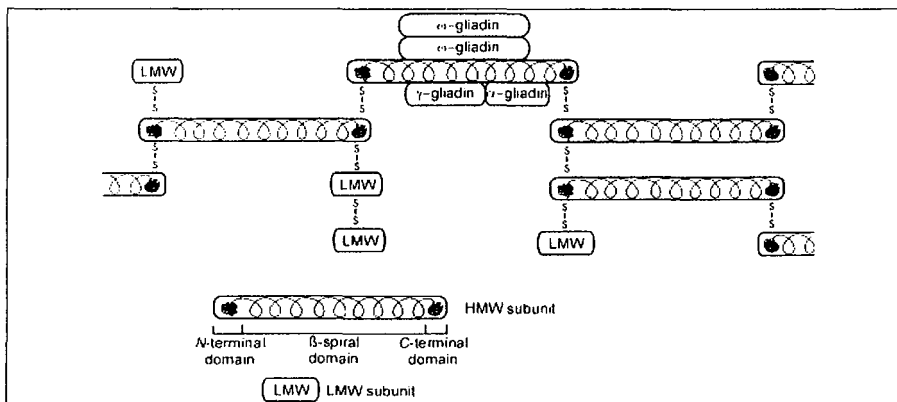 ω-gliadin
ω-gliadin
LMW
γ-gliadin
α-gliadin
S
S
S
S
S
S
S
S
S
S
S
S
LMW
S
S
S
S
S
S
LMW
LMW
HMW subunit
N-terminal domain
ß-spiral domain
C-terminal domain
LMW
LMW subunit